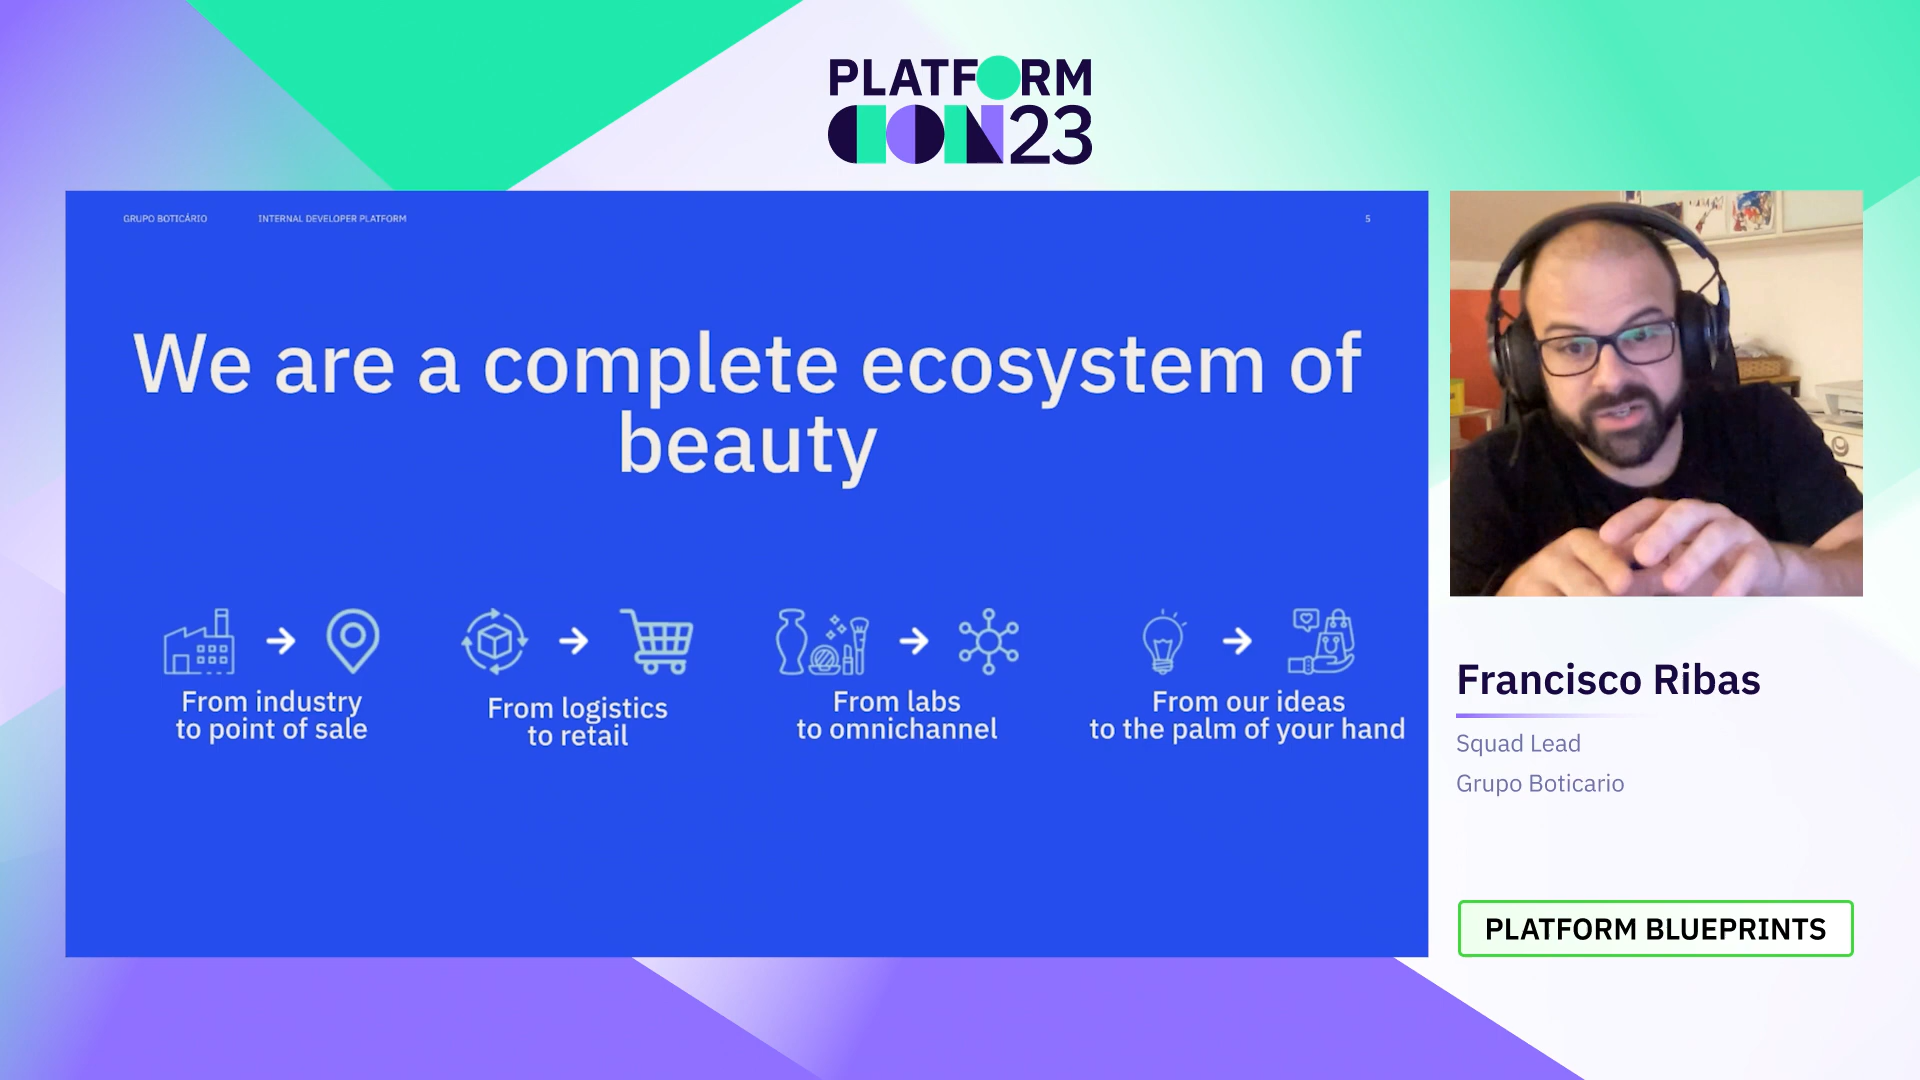 PLATFORM
CON23
GRUPO BOTICÁRIO
INTERNAL DEVELOPER PLATFORM
5
We are a complete ecosystem of
beauty
From industry
to point of sale
From logistics
to retail
From labs
to omnichannel
From our ideas
to the palm of your hand
Francisco Ribas
Squad Lead
Grupo Boticario
PLATFORM BLUEPRINTS